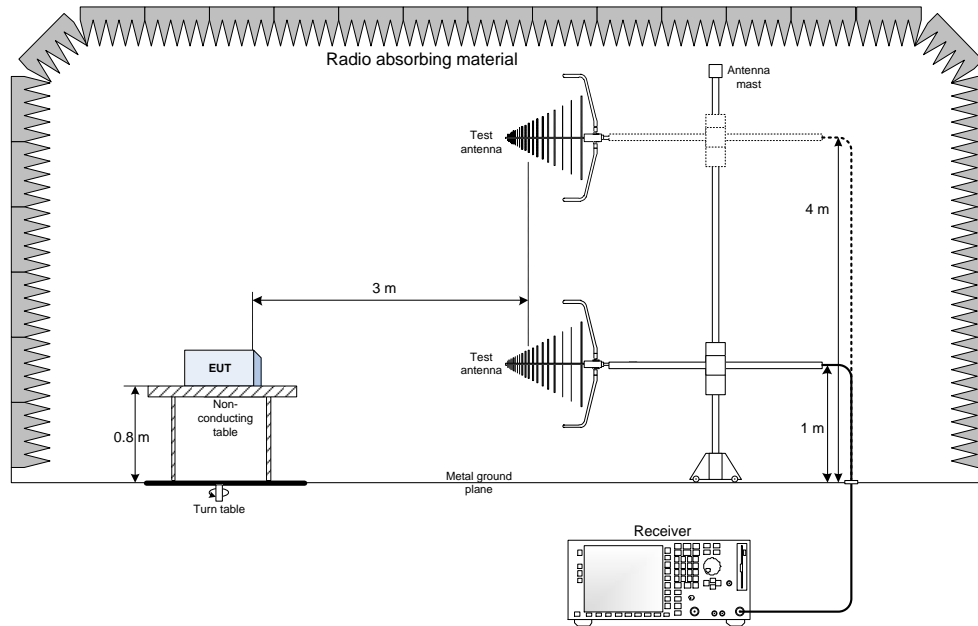 Radio absorbing material
Antenna
mast
Test
antenna
4 m
3 m
Test
antenna
EUT
Non-
conducting
table
0.8 m
1 m
Metal ground
plane
Turn table
Receiver